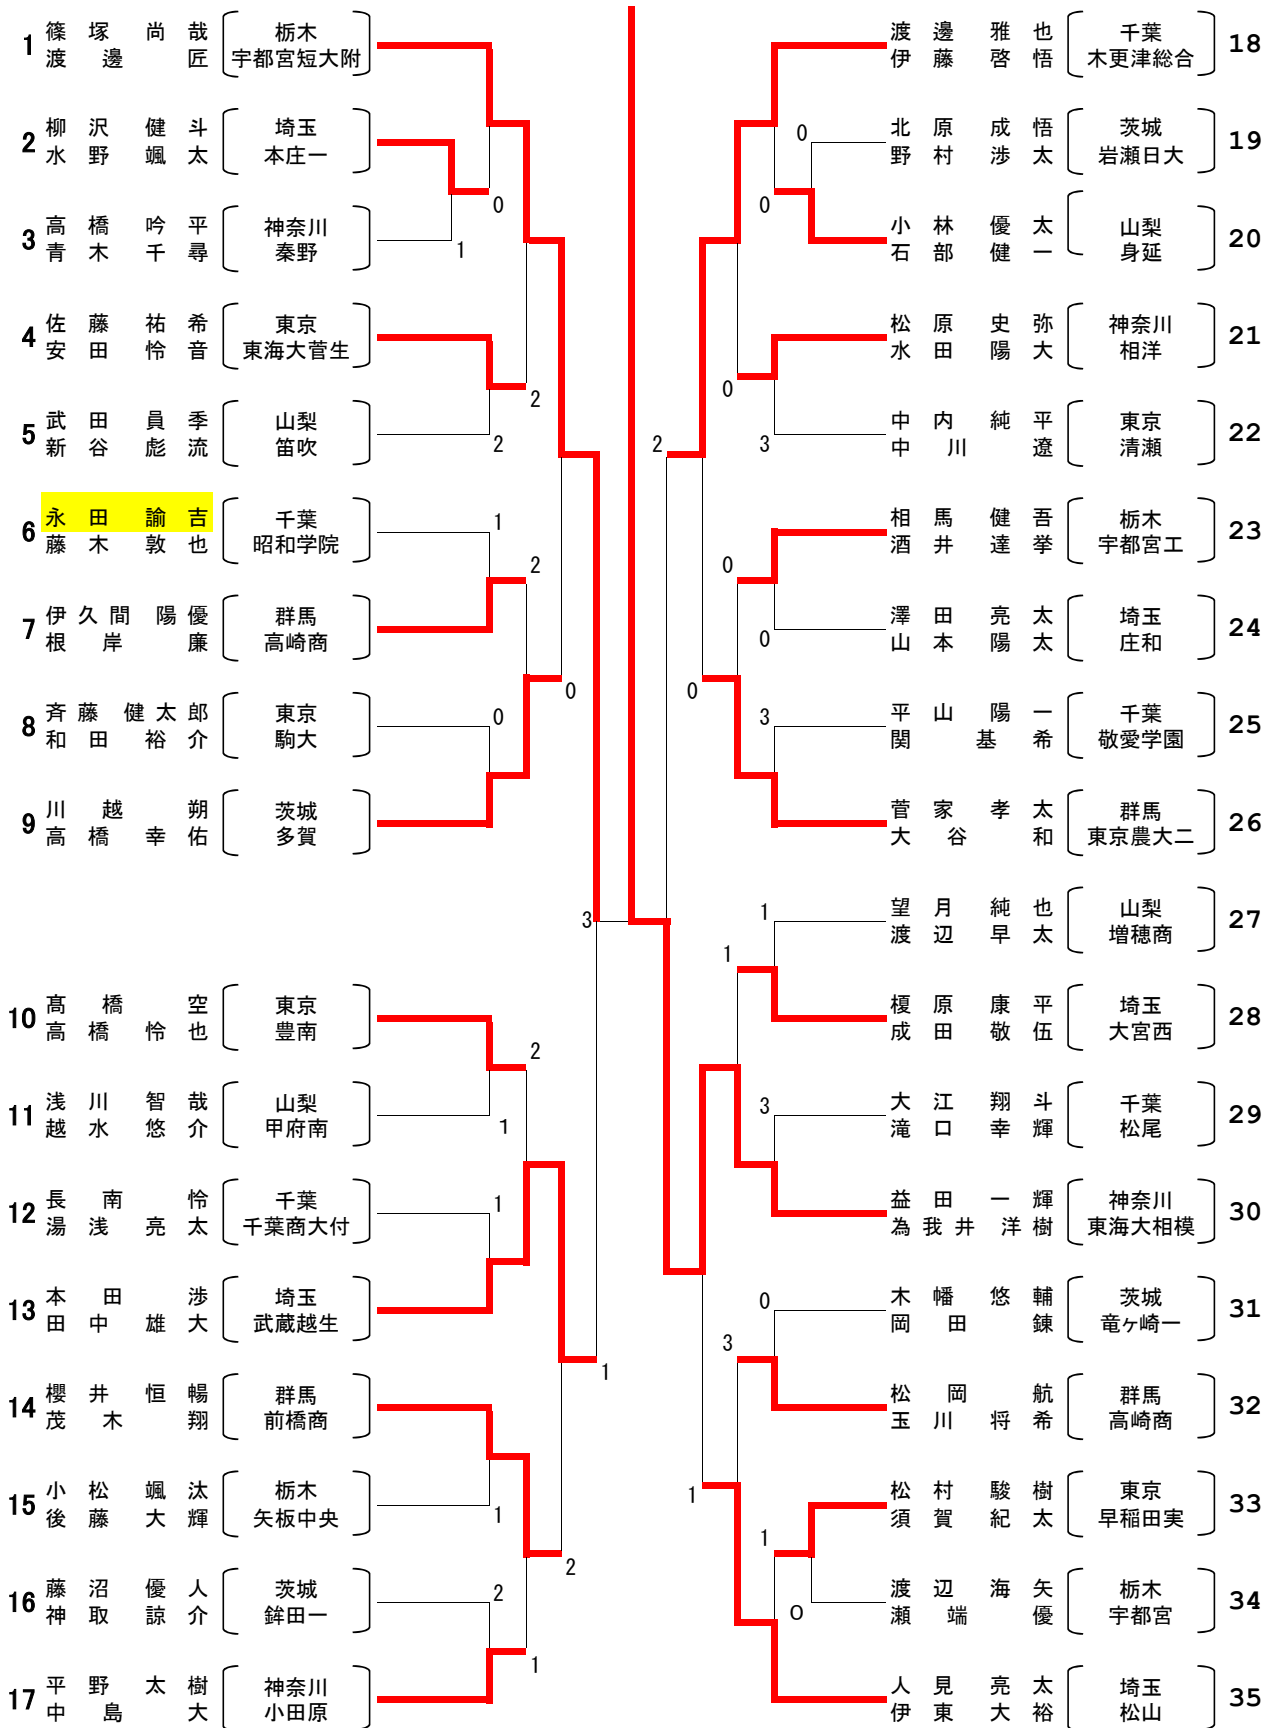 1 篠塚尚哉 栃木
渡邊匠 宇都宮短大附
2 柳沢健斗 埼玉
水野颯太 本庄一
0
3 高橋吟平 神奈川
青木千尋 秦野
1
4 佐藤祐希 東京
安田怜音 東海大菅生
2
5 武田員季 山梨
新谷彪流 笛吹
2
6 永田諭吉 千葉
藤木敦也 昭和学院
1
2
7 伊久間陽優 群馬
根岸廉 高崎商
0
8 斉藤健太郎 東京
和田裕介 駒大
0
9 川越朔 茨城
高橋幸佑 多賀
3
10 髙橋空 東京
高橋怜也 豊南
2
11 浅川智哉 山梨
越水悠介 甲府南
1
12 長南怜 千葉
湯浅亮太 千葉商大付
1
13 本田渉 埼玉
田中雄大 武蔵越生
1
14 櫻井恒暢 群馬
茂木翔 前橋商
15 小松颯汰 栃木
後藤大輝 矢板中央
1
2
16 藤沼優人 茨城
神取諒介 鉾田一
2
1
17 平野太樹 神奈川
中島大 小田原
渡邊雅也 千葉 18
伊藤啓悟 木更津総合
0
北原成悟 茨城 19
野村渉太 岩瀬日大
0
小林優太 山梨 20
石部健一 身延
松原史弥 神奈川 21
水田陽大 相洋
0
中内純平 東京 22
中川遼 清瀬
3
2
相馬健吾 栃木 23
酒井達挙 宇都宮工
0
澤田亮太 埼玉 24
山本陽太 庄和
0
0
平山陽一 千葉 25
関基希 敬愛学園
3
菅家孝太 群馬 26
大谷和 東京農大二
望月純也 山梨 27
渡辺早太 増穂商
1
1
榎原康平 埼玉 28
成田敬伍 大宮西
大江翔斗 千葉 29
滝口幸輝 松尾
3
益田一輝 神奈川 30
為我井洋樹 東海大相模
木幡悠輔 茨城 31
岡田錬 竜ヶ崎一
0
3
松岡航 群馬 32
玉川将希 高崎商
1
松村駿樹 東京 33
須賀紀太 早稲田実
1
渡辺海矢 栃木 34
瀬端優 宇都宮
0
人見亮太 埼玉 35
伊東大裕 松山